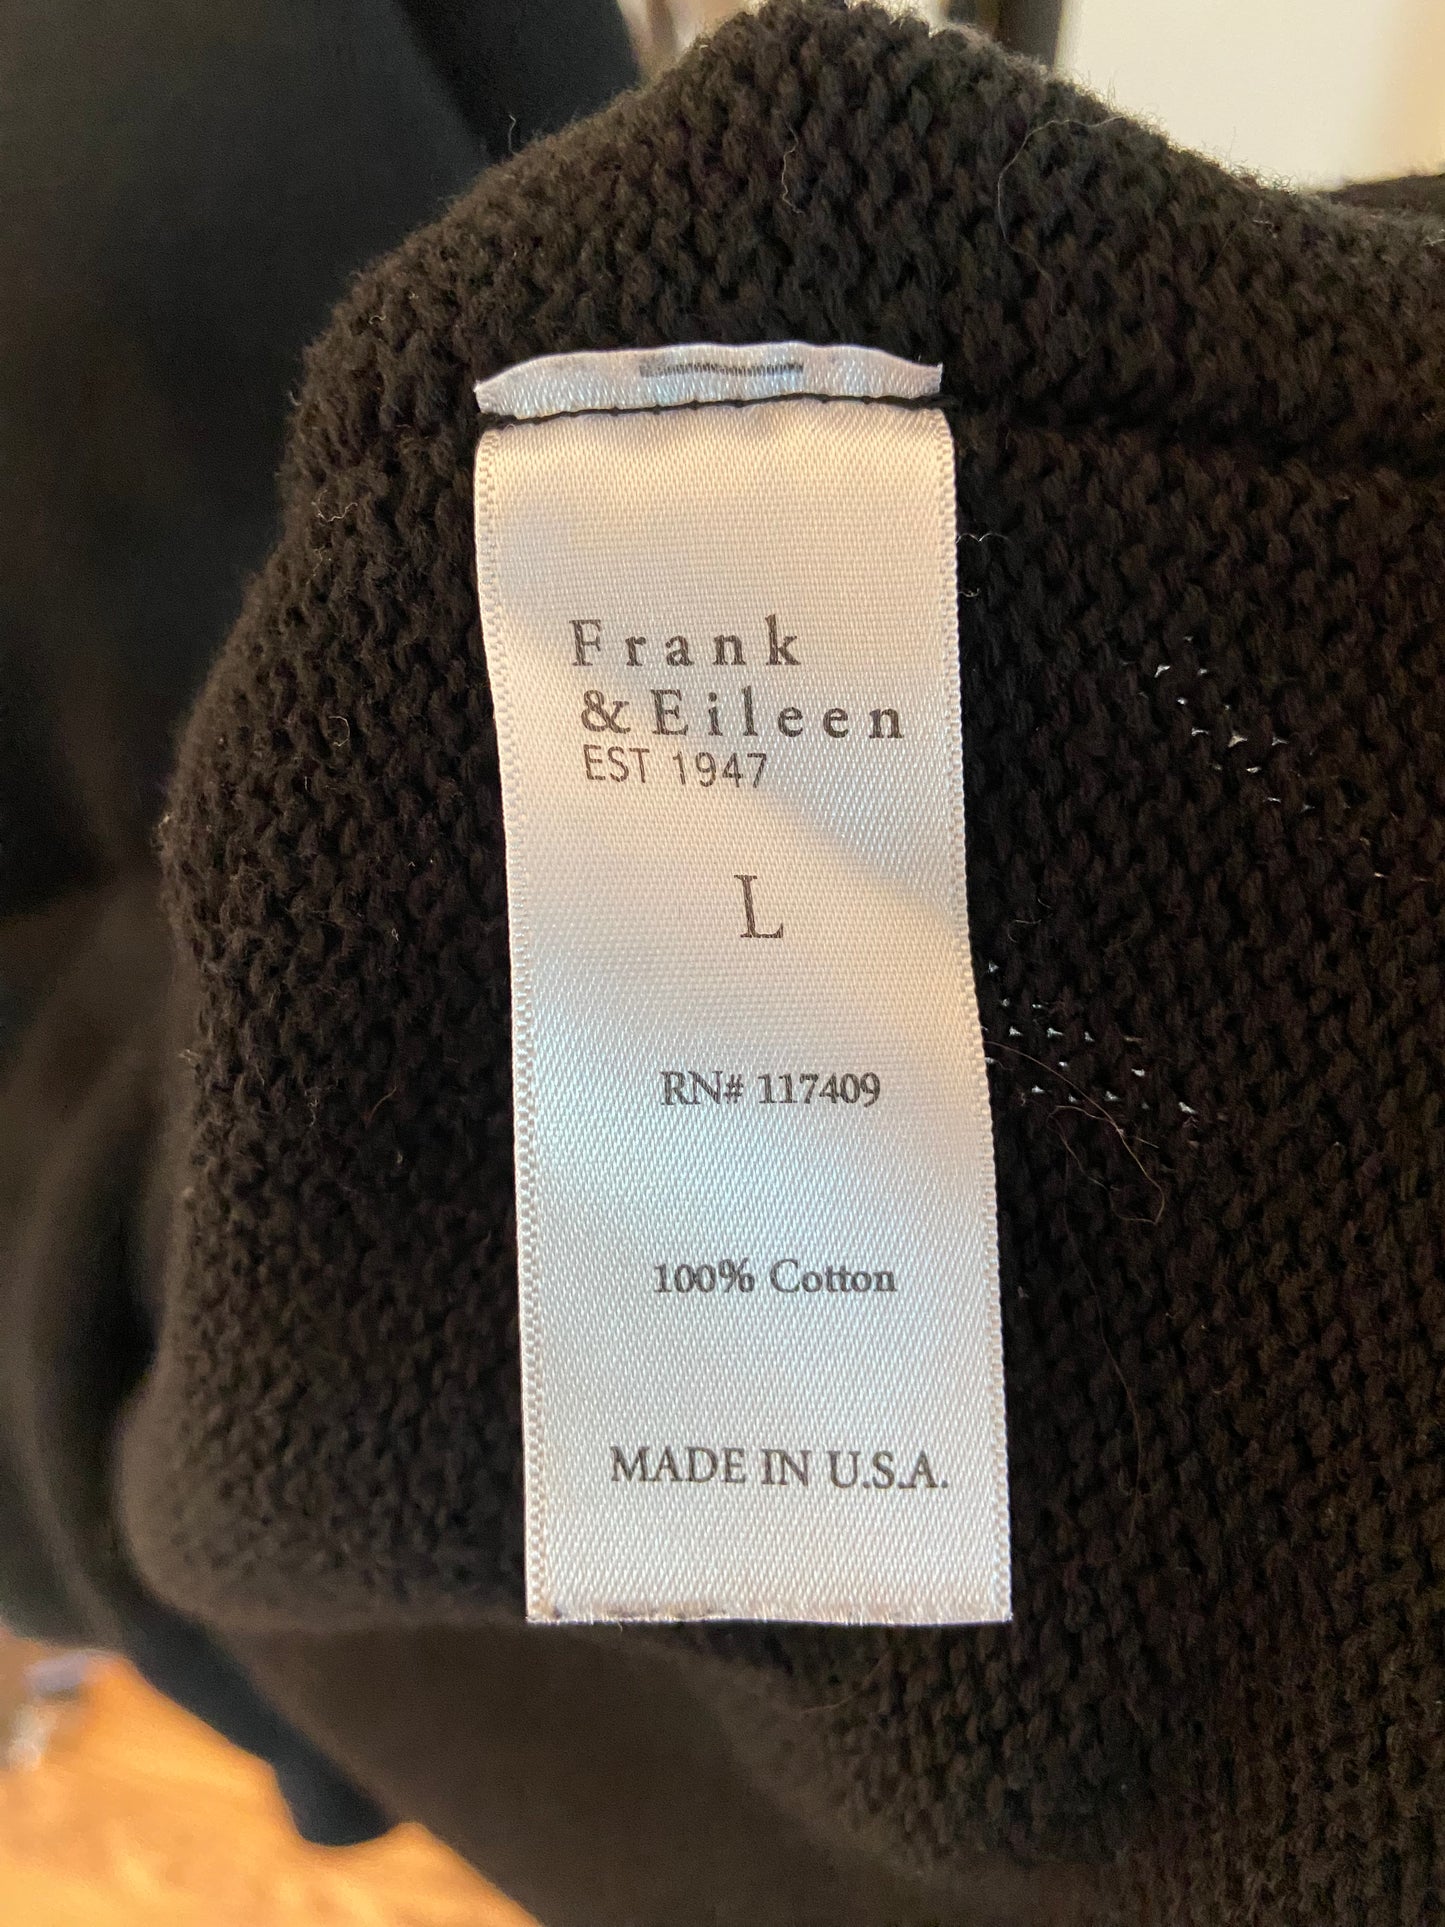 Frank
& Eileen
EST 1947
L
RN# 117409
100% Cotton
MADE IN U.S.A.